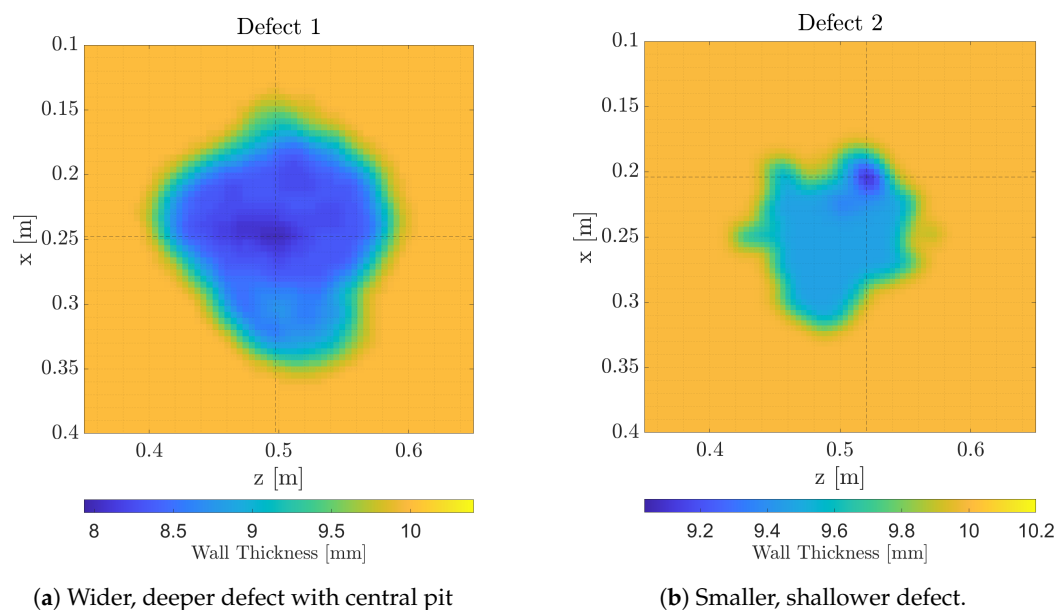 Defect 1
0.1
0.15
0.2
0.25
0.3
0.35
0.4
x [m]
0.4 0.5 0.6
z [m]
8 8.5 9 9.5 10
Wall Thickness [mm]
(a) Wider, deeper defect with central pit
Defect 2
0.1
0.15
0.2
0.25
0.3
0.35
0.4
x [m]
0.4 0.5 0.6
z [m]
9.2 9.4 9.6 9.8 10 10.2
Wall Thickness [mm]
(b) Smaller, shallower defect.